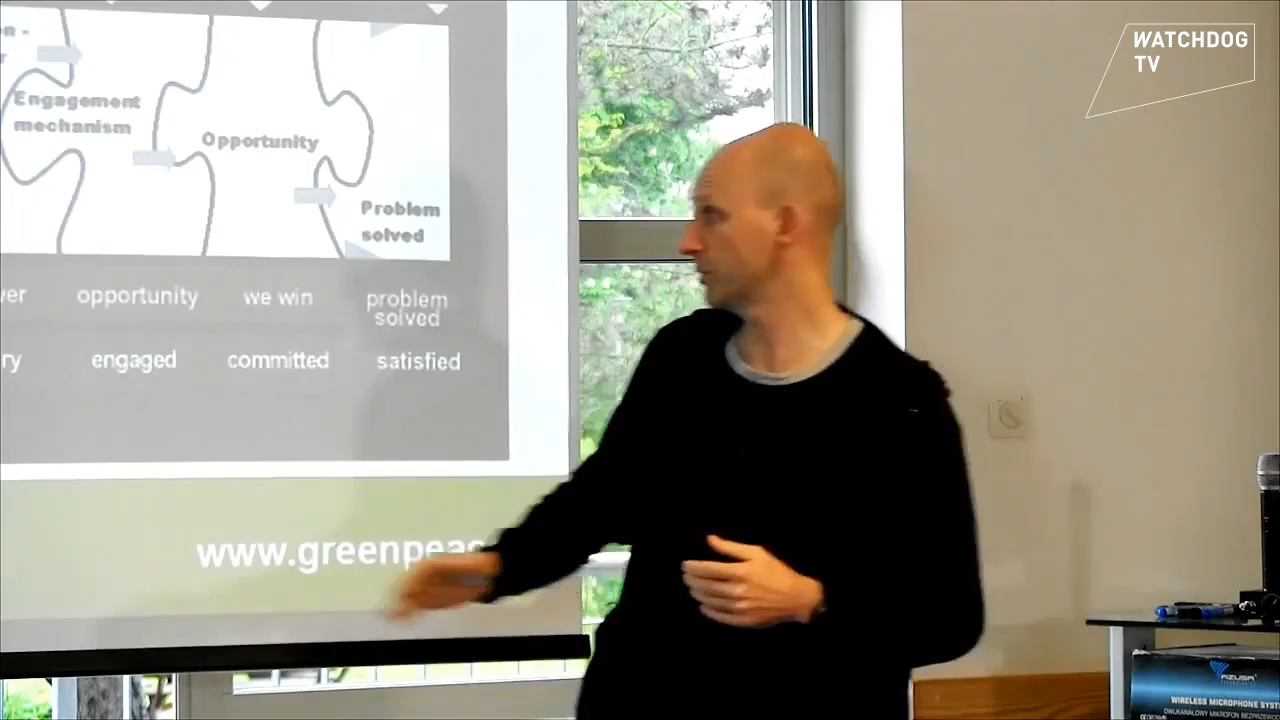 WATCHDOG
TV
Engagement
mechanism
Opportunity
Problem
solved
opportunity
we win
problem
solved
engaged
committed
satisfied
www.greenpeac
AZUSA
WIRELESS MICROPHONE SYST